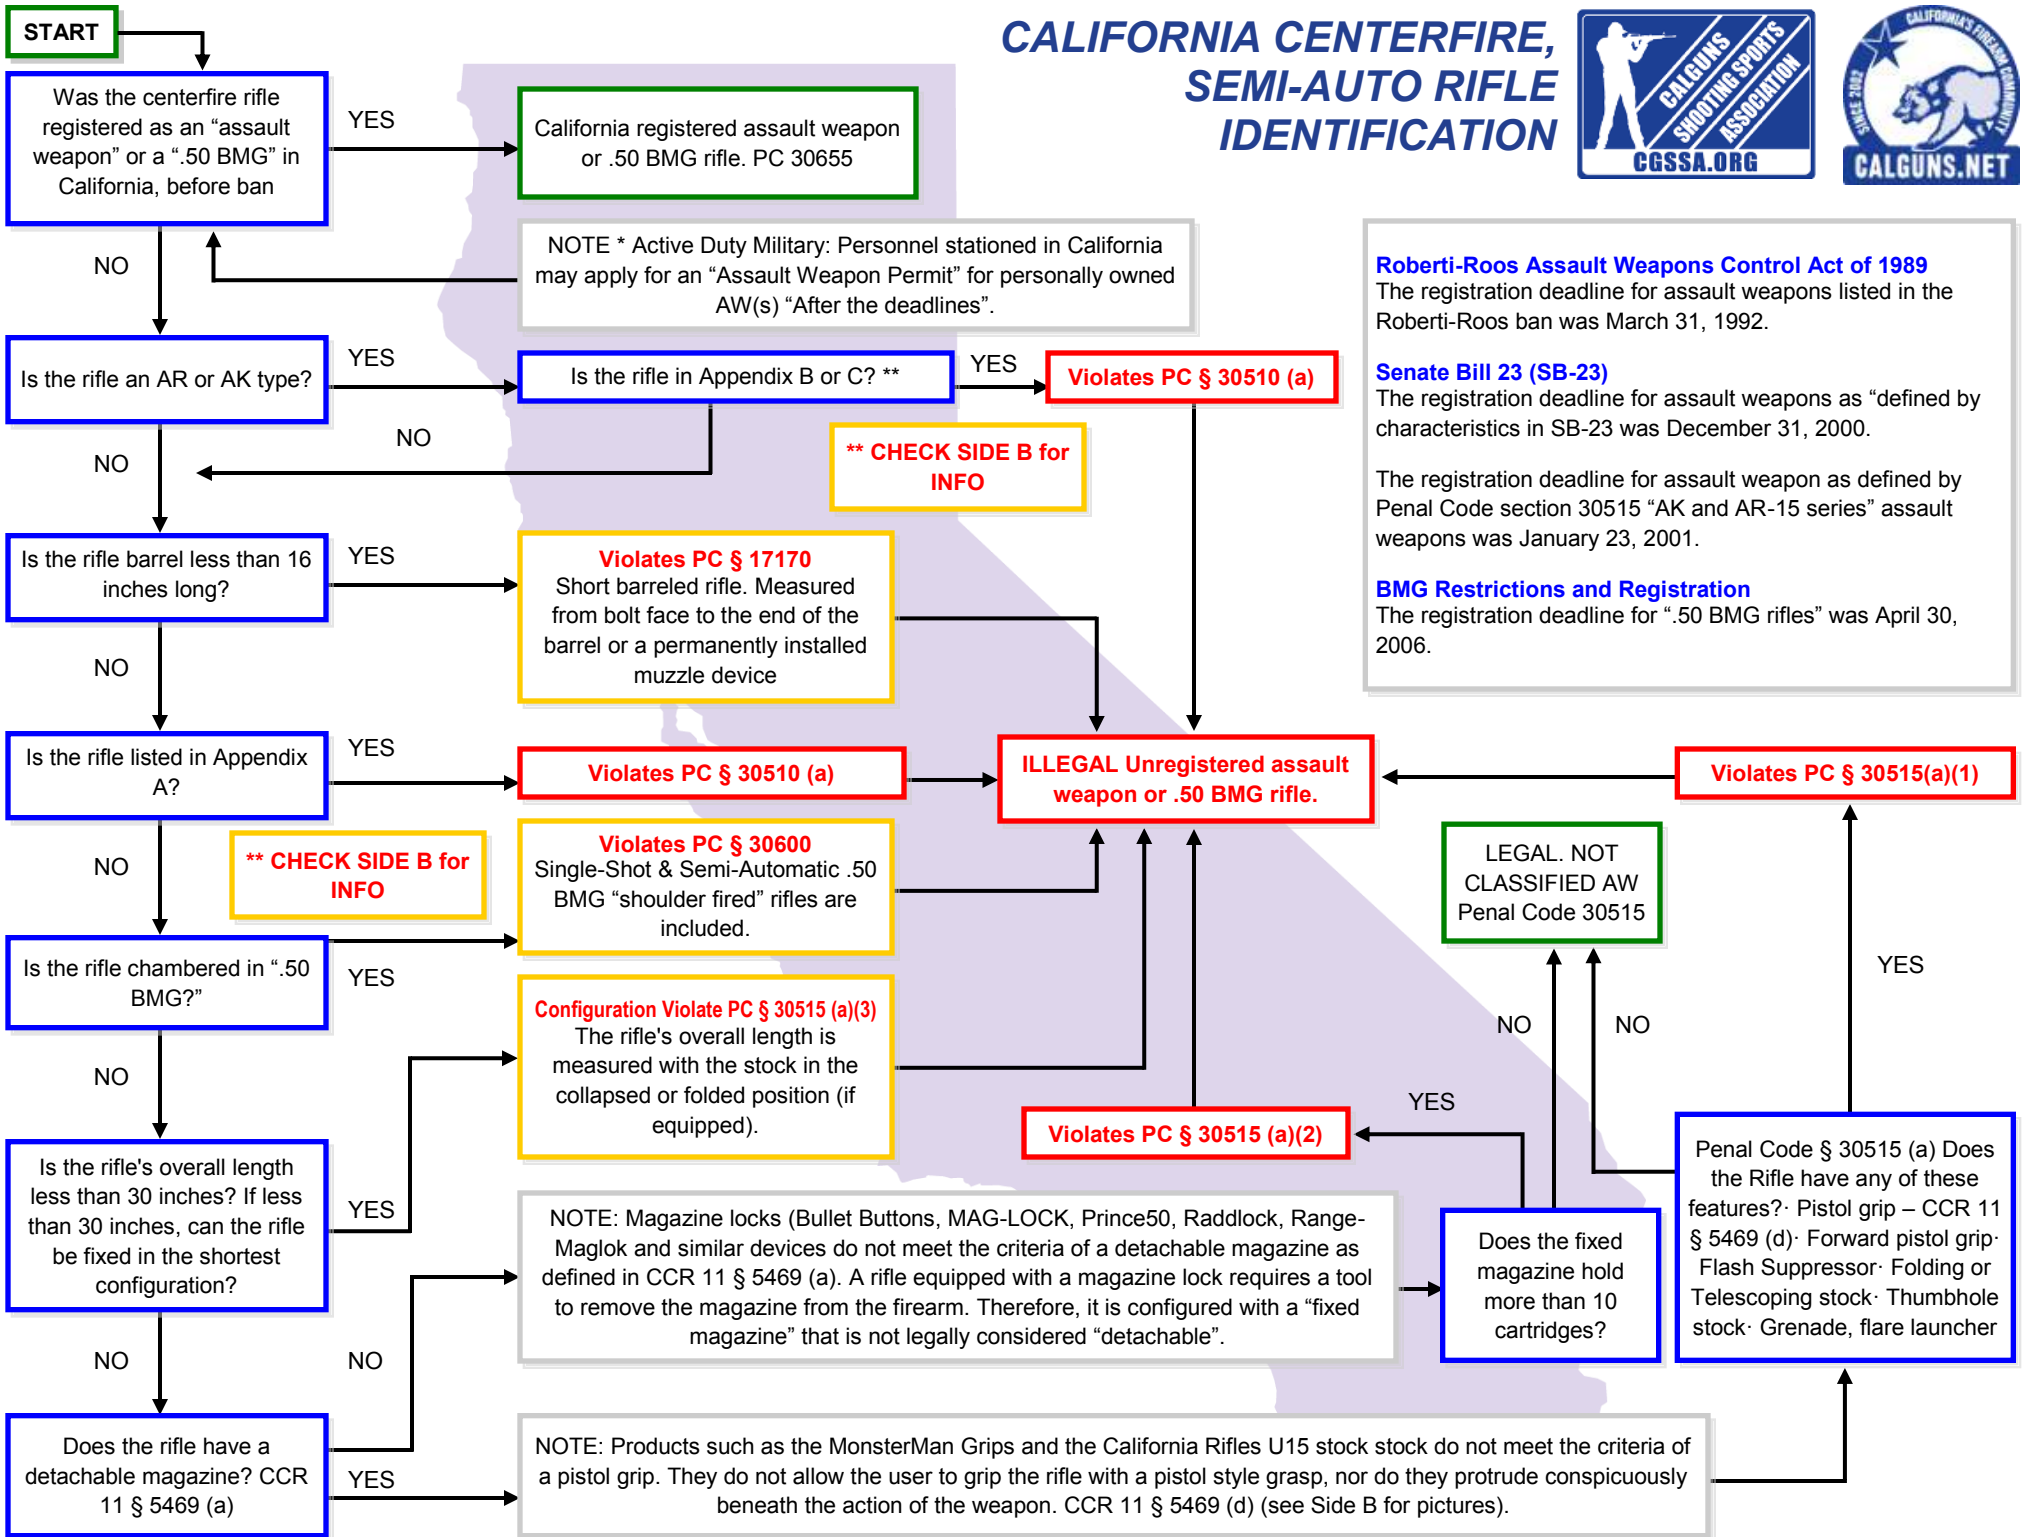 START
CALIFORNIA CENTERFIRE,
SEMI-AUTO RIFLE
IDENTIFICATION
CALGUNS
SHOOTING SPORTS
ASSOCIATION
CGSSA.ORG
CALIFORNIA'S FIREARM COMMUNITY
SINCE 2002
CALGUNS.NET
Was the centerfire rifle
registered as an “assault
weapon” or a “.50 BMG” in
California, before ban
YES
California registered assault weapon
or .50 BMG rifle. PC 30655
NO
NOTE * Active Duty Military: Personnel stationed in California
may apply for an “Assault Weapon Permit” for personally owned
AW(s) “After the deadlines”.
Roberti-Roos Assault Weapons Control Act of 1989
The registration deadline for assault weapons listed in the
Roberti-Roos ban was March 31, 1992.
Senate Bill 23 (SB-23)
The registration deadline for assault weapons as “defined by
characteristics in SB-23 was December 31, 2000.
The registration deadline for assault weapon as defined by
Penal Code section 30515 “AK and AR-15 series” assault
weapons was January 23, 2001.
BMG Restrictions and Registration
The registration deadline for “.50 BMG rifles” was April 30,
2006.
Is the rifle an AR or AK type?
YES
Is the rifle in Appendix B or C? **
YES
Violates PC § 30510 (a)
NO
NO
** CHECK SIDE B for
INFO
Is the rifle barrel less than 16
inches long?
YES
Violates PC § 17170
Short barreled rifle. Measured
from bolt face to the end of the
barrel or a permanently installed
muzzle device
NO
Is the rifle listed in Appendix
A?
YES
Violates PC § 30510 (a)
ILLEGAL Unregistered assault
weapon or .50 BMG rifle.
Violates PC § 30515(a)(1)
NO
** CHECK SIDE B for
INFO
Violates PC § 30600
Single-Shot & Semi-Automatic .50
BMG “shoulder fired” rifles are
included.
LEGAL. NOT
CLASSIFIED AW
Penal Code 30515
Is the rifle chambered in “.50
BMG?”
YES
YES
NO
NO
NO
Configuration Violate PC § 30515 (a)(3)
The rifle's overall length is
measured with the stock in the
collapsed or folded position (if
equipped).
YES
Violates PC § 30515 (a)(2)
Is the rifle's overall length
less than 30 inches? If less
than 30 inches, can the rifle
be fixed in the shortest
configuration?
YES
NOTE: Magazine locks (Bullet Buttons, MAG-LOCK, Prince50, Raddlock, Range-
Maglok and similar devices do not meet the criteria of a detachable magazine as
defined in CCR 11 § 5469 (a). A rifle equipped with a magazine lock requires a tool
to remove the magazine from the firearm. Therefore, it is configured with a “fixed
magazine” that is not legally considered “detachable”.
Does the fixed
magazine hold
more than 10
cartridges?
Penal Code § 30515 (a) Does
the Rifle have any of these
features?· Pistol grip – CCR 11
§ 5469 (d)· Forward pistol grip·
Flash Suppressor· Folding or
Telescoping stock· Thumbhole
stock· Grenade, flare launcher
NO
NO
Does the rifle have a
detachable magazine? CCR
11 § 5469 (a)
YES
NOTE: Products such as the MonsterMan Grips and the California Rifles U15 stock stock do not meet the criteria of
a pistol grip. They do not allow the user to grip the rifle with a pistol style grasp, nor do they protrude conspicuously
beneath the action of the weapon. CCR 11 § 5469 (d) (see Side B for pictures).